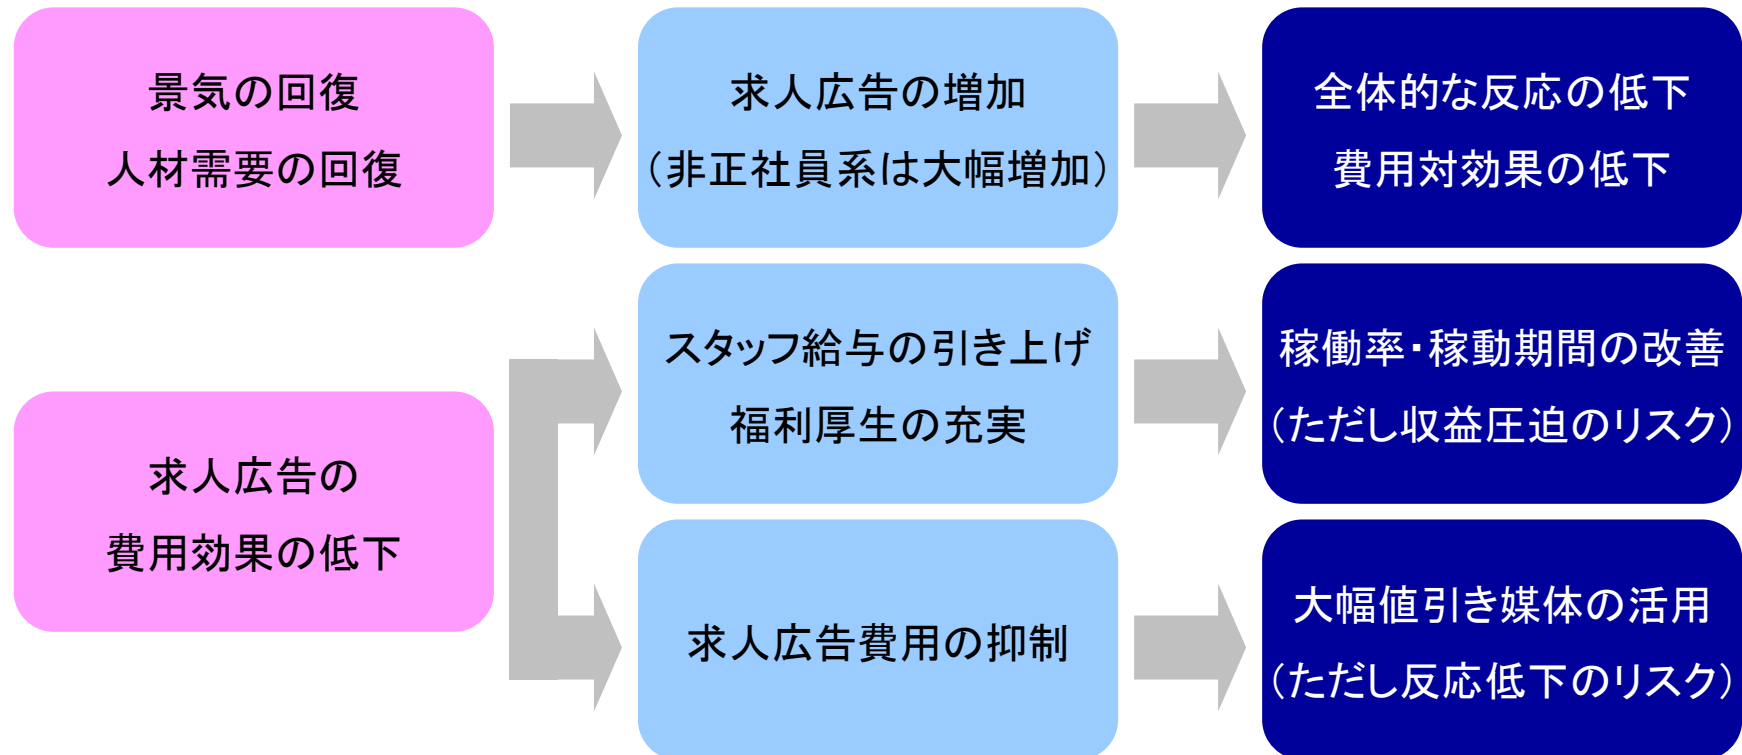 景気の回復
人材需要の回復
求人広告の増加
（非正社員系は大幅増加）
全体的な反応の低下
費用対効果の低下
求人広告の
費用効果の低下
スタッフ給与の引き上げ
福利厚生の充実
稼働率・稼動期間の改善
（ただし収益圧迫のリスク）
求人広告費用の抑制
大幅値引き媒体の活用
（ただし反応低下のリスク）